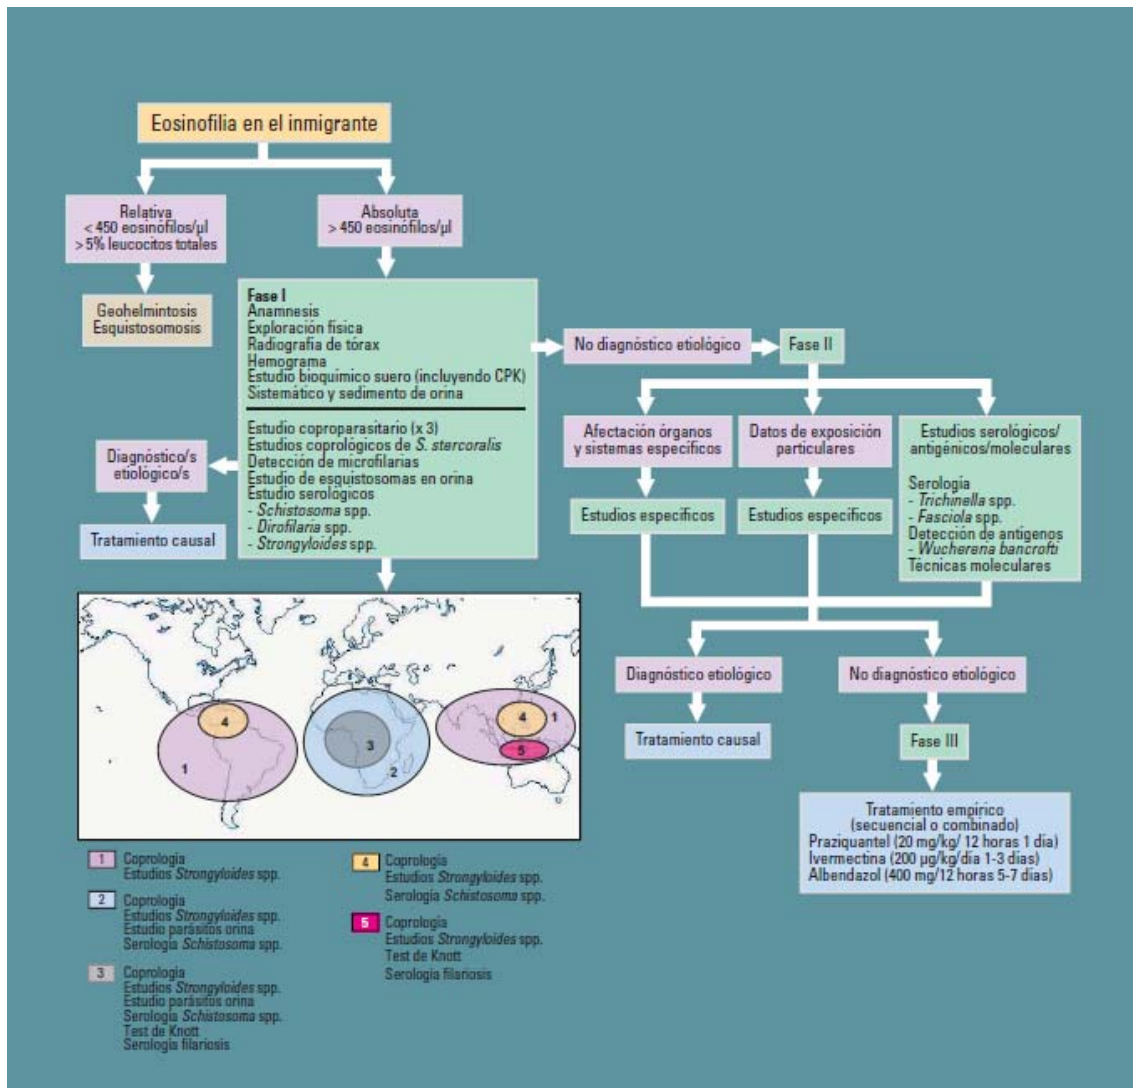 Eosinofilia en el inmigrante
Relativa
< 450 eosinófilos/µl
> 5% leucocitos totales
Absoluta
> 450 eosinófilos/µl
Geohelmintosis
Esquistosomosis
Fase I
Anamnesis
Exploración física
Radiografía de tórax
Hemograma
Estudio bioquímico suero (incluyendo CPK)
Sistemático y sedimento de orina
Estudio coproparasitario (x 3)
Estudios coprológicos de S. stercoralis
Detección de microfilarias
Estudio de esquistosomas en orina
Estudio serológicos
- Schistosoma spp.
- Dirofilaria spp.
- Strongyloides spp.
Diagnóstico/s
etiológico/s
Tratamiento causal
No diagnóstico etiológico
Fase II
Afectación órganos
y sistemas específicos
Datos de exposición
particulares
Estudios serológicos/
antigénicos/moleculares
Serología
- Trichinella spp.
- Fasciola spp.
Detección de antígenos
- Wuchereria bancrofti
Técnicas moleculares
Estudios específicos
Estudios específicos
Diagnóstico etiológico
No diagnóstico etiológico
Tratamiento causal
Fase III
Tratamiento empírico
(secuencial o combinado)
Praziquantel (20 mg/kg/ 12 horas 1 día)
Ivermectina (200 µg/kg/día 1-3 días)
Albendazol (400 mg/12 horas 5-7 días)
4
1
3
2
4
1
5
1 Coprología
Estudios Strongyloides spp.
2 Coprología
Estudios Strongyloides spp.
Estudio parásitos orina
Serología Schistosoma spp.
3 Coprología
Estudios Strongyloides spp.
Estudio parásitos orina
Serología Schistosoma spp.
Test de Knott
Serología filariosis
4 Coprología
Estudios Strongyloides spp.
Serología Schistosoma spp.
5 Coprología
Estudios Strongyloides spp.
Test de Knott
Serología filariosis